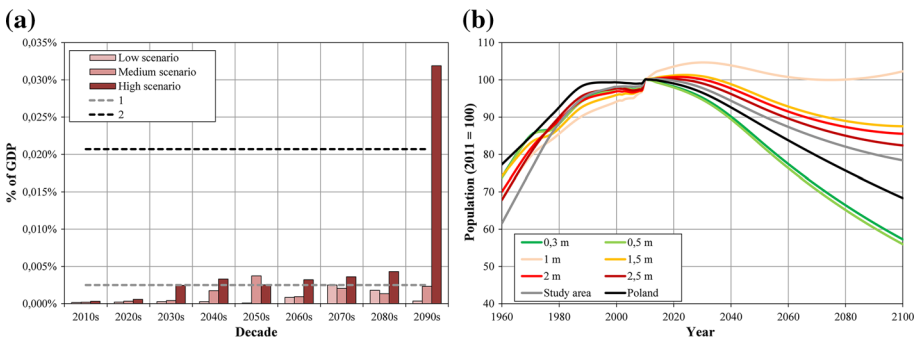 (a)
0,035%
0,030%
0,025%
0,020%
0,015%
0,010%
0,005%
0,000%
% of GDP
Low scenario
Medium scenario
High scenario
1
2
2010s 2020s 2030s 2040s 2050s 2060s 2070s 2080s 2090s
Decade
(b)
110
100
90
80
70
60
50
40
Population (2011 = 100)
0,3 m 0,5 m
1 m 1,5 m
2 m 2,5 m
Study area Poland
1960 1980 2000 2020 2040 2060 2080 2100
Year